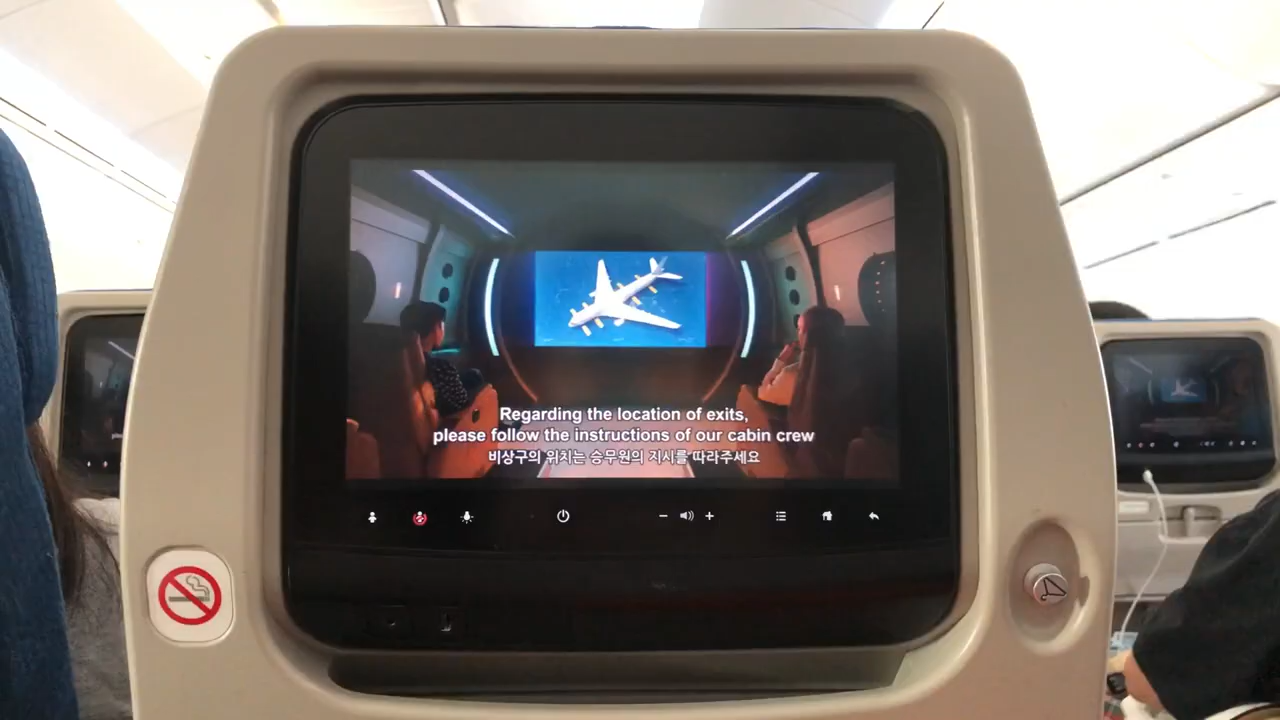 Regarding the location of exits,
please follow the instructions of our cabin crew
비상구의 위치는 승무원의 지시를 따라주세요